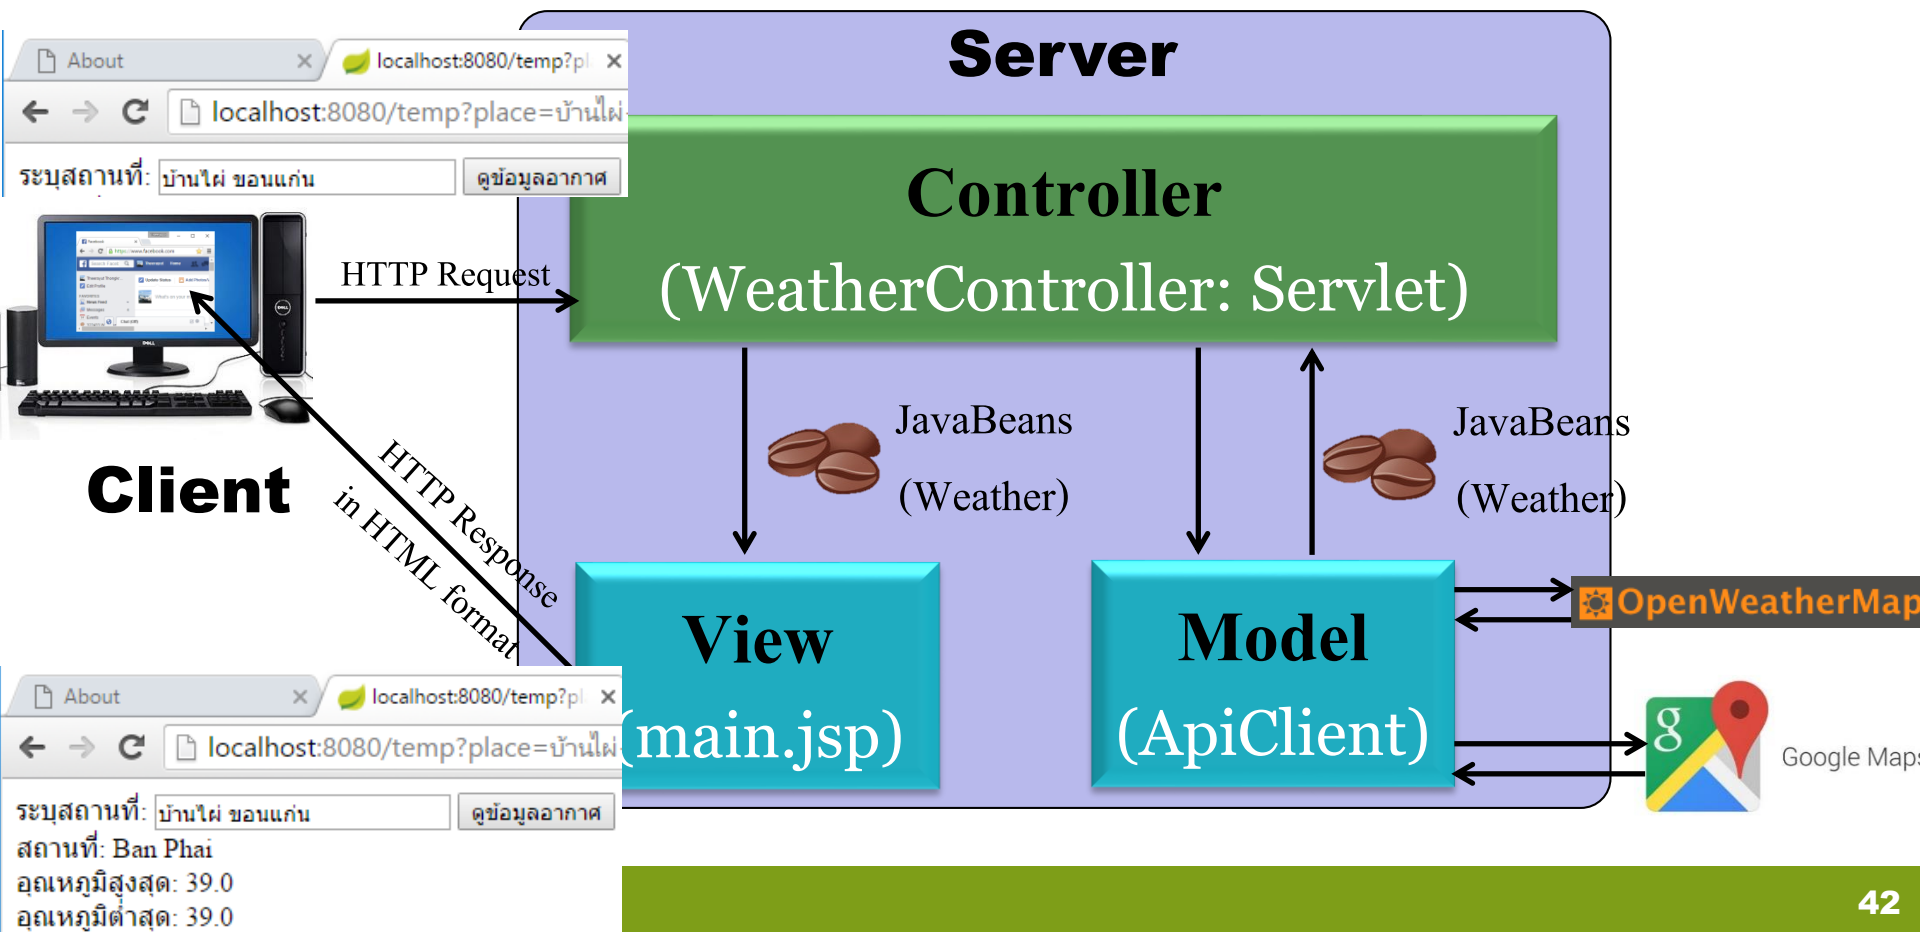 Server
About
localhost:8080/temp?pl
localhost:8080/temp?place=บ้านไผ่
ระบุสถานที่: บ้านไผ่ ขอนแก่น ดูข้อมูลอากาศ
Controller
(WeatherController: Servlet)
HTTP Request
Client
HTTP Response
in HTML format
JavaBeans
(Weather)
JavaBeans
(Weather)
View
(main.jsp)
Model
(ApiClient)
OpenWeatherMap
Google Maps
About
localhost:8080/temp?pl
localhost:8080/temp?place=บ้านไผ่
ระบุสถานที่: บ้านไผ่ ขอนแก่น ดูข้อมูลอากาศ
สถานที่: Ban Phai
อุณหภูมิสูงสุด: 39.0
อุณหภูมิต่ำสุด: 39.0
42